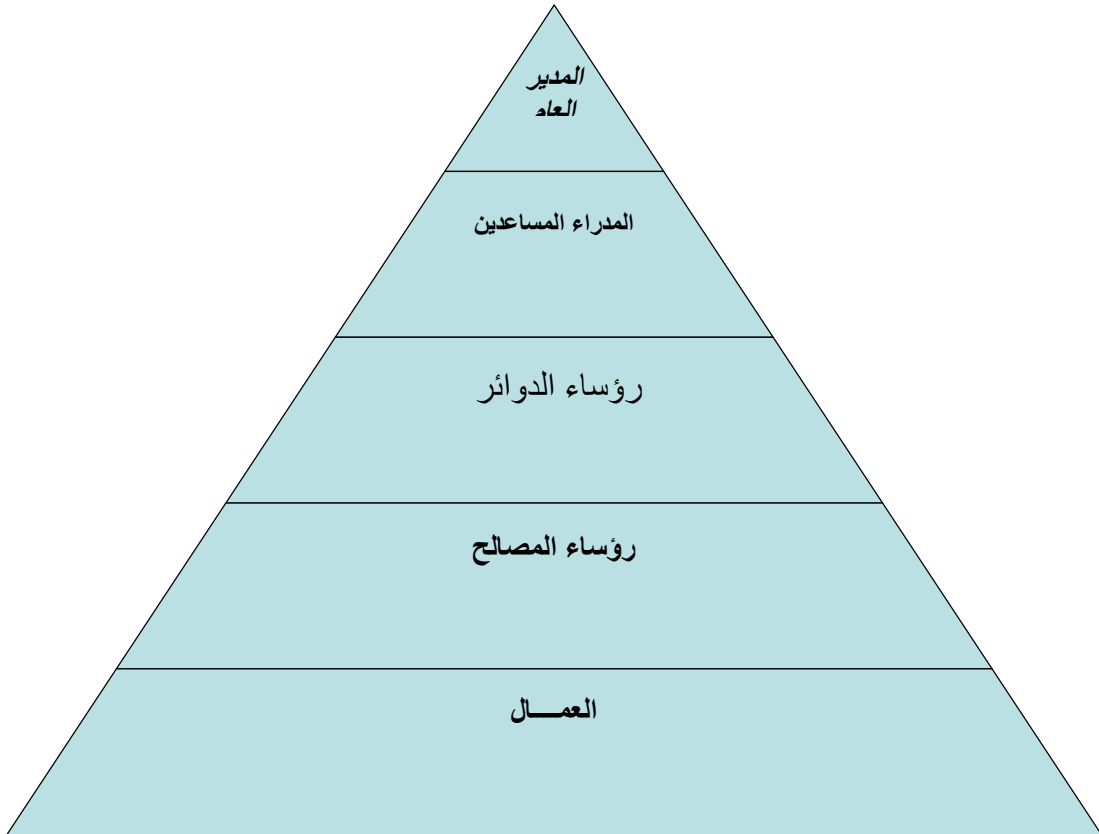 المدير
العام
المدراء المساعدين
رؤساء الدوائر
رؤساء المصالح
العمـــال